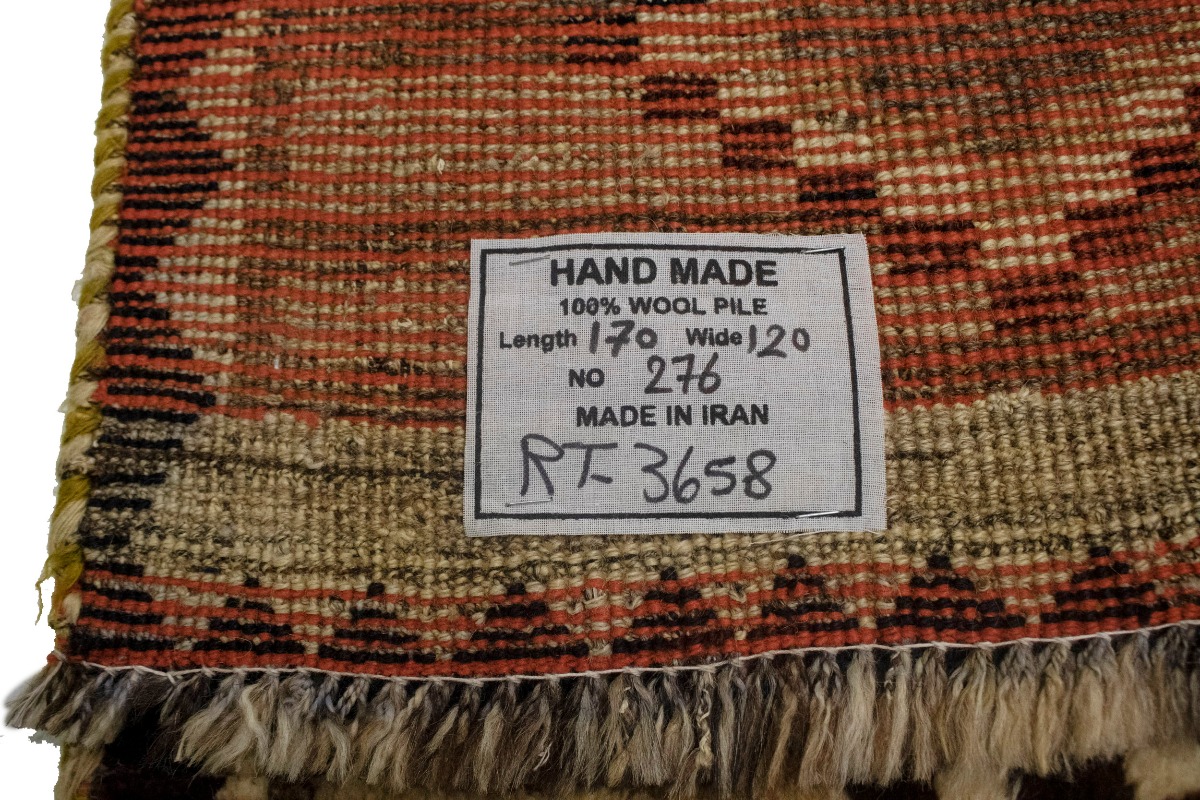 HAND MADE
100% WOOL PILE
Length 170 Wide 120
NO 276
MADE IN IRAN
RT-3658